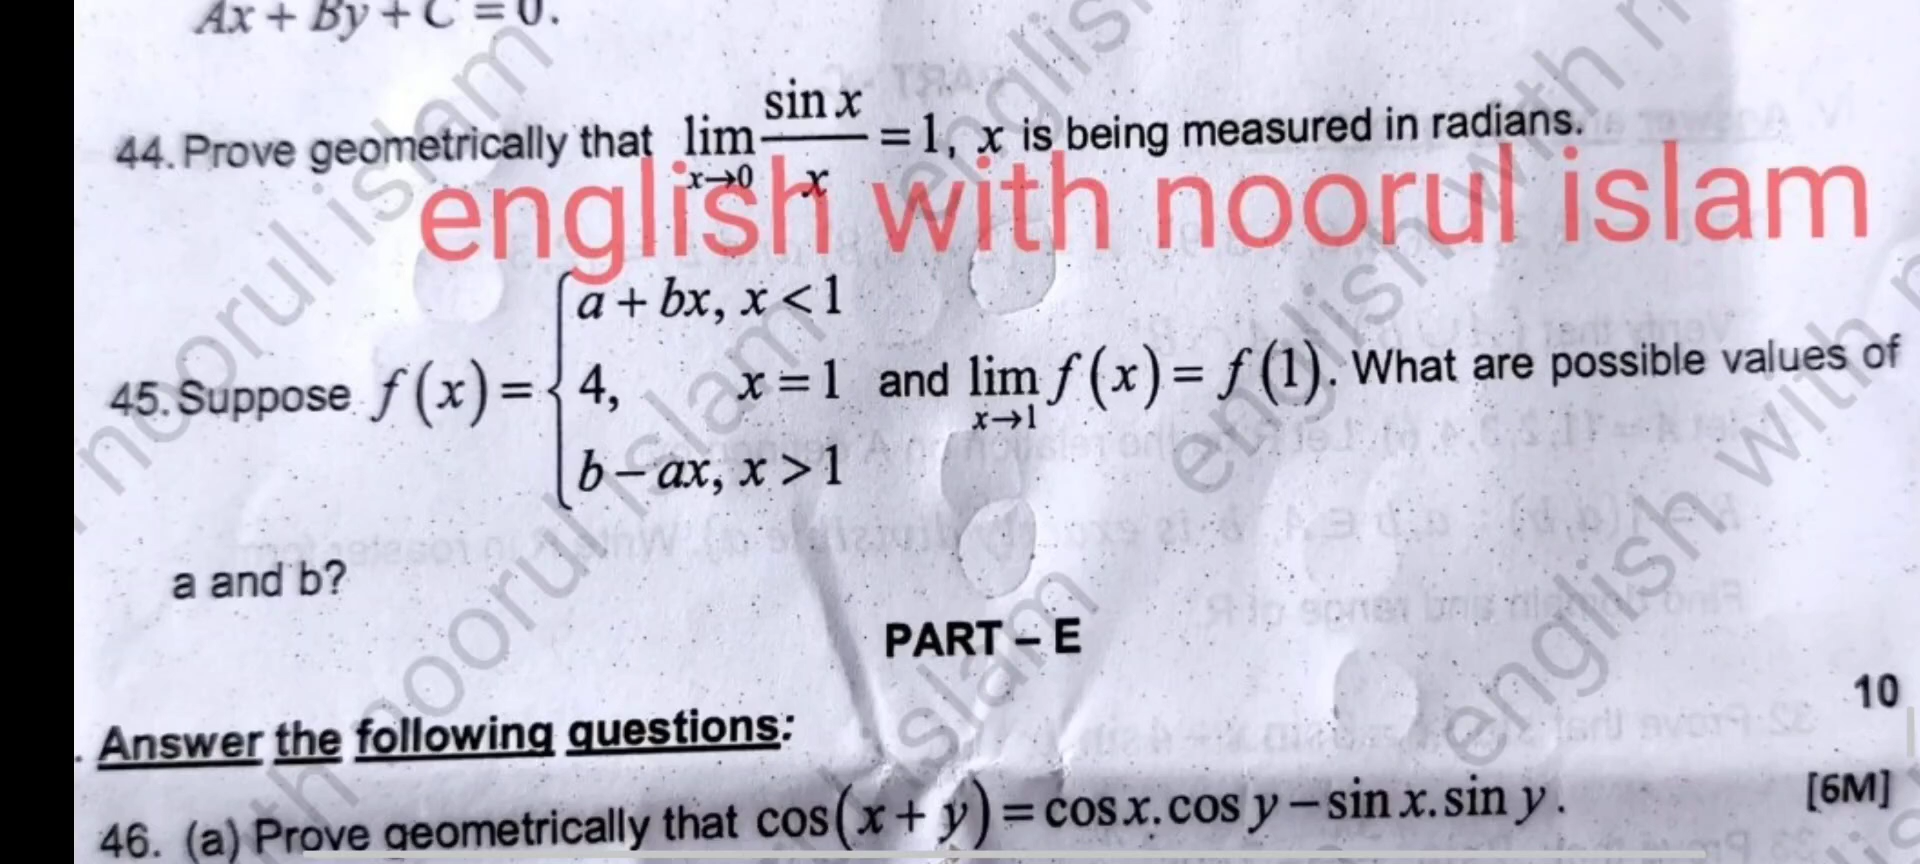 Ax + By + C = 0.
44. Prove geometrically that lim x→0 sin x / x = 1, x is being measured in radians.
english with noorul islam
45. Suppose f(x) = { a + bx, x < 1
4, x = 1 and lim x→1 f(x) = f(1). What are possible values of
b – ax, x > 1
a and b?
PART – E
10
Answer the following questions:
46. (a) Prove geometrically that cos(x + y) = cos x. cos y – sin x. sin y. [6M]